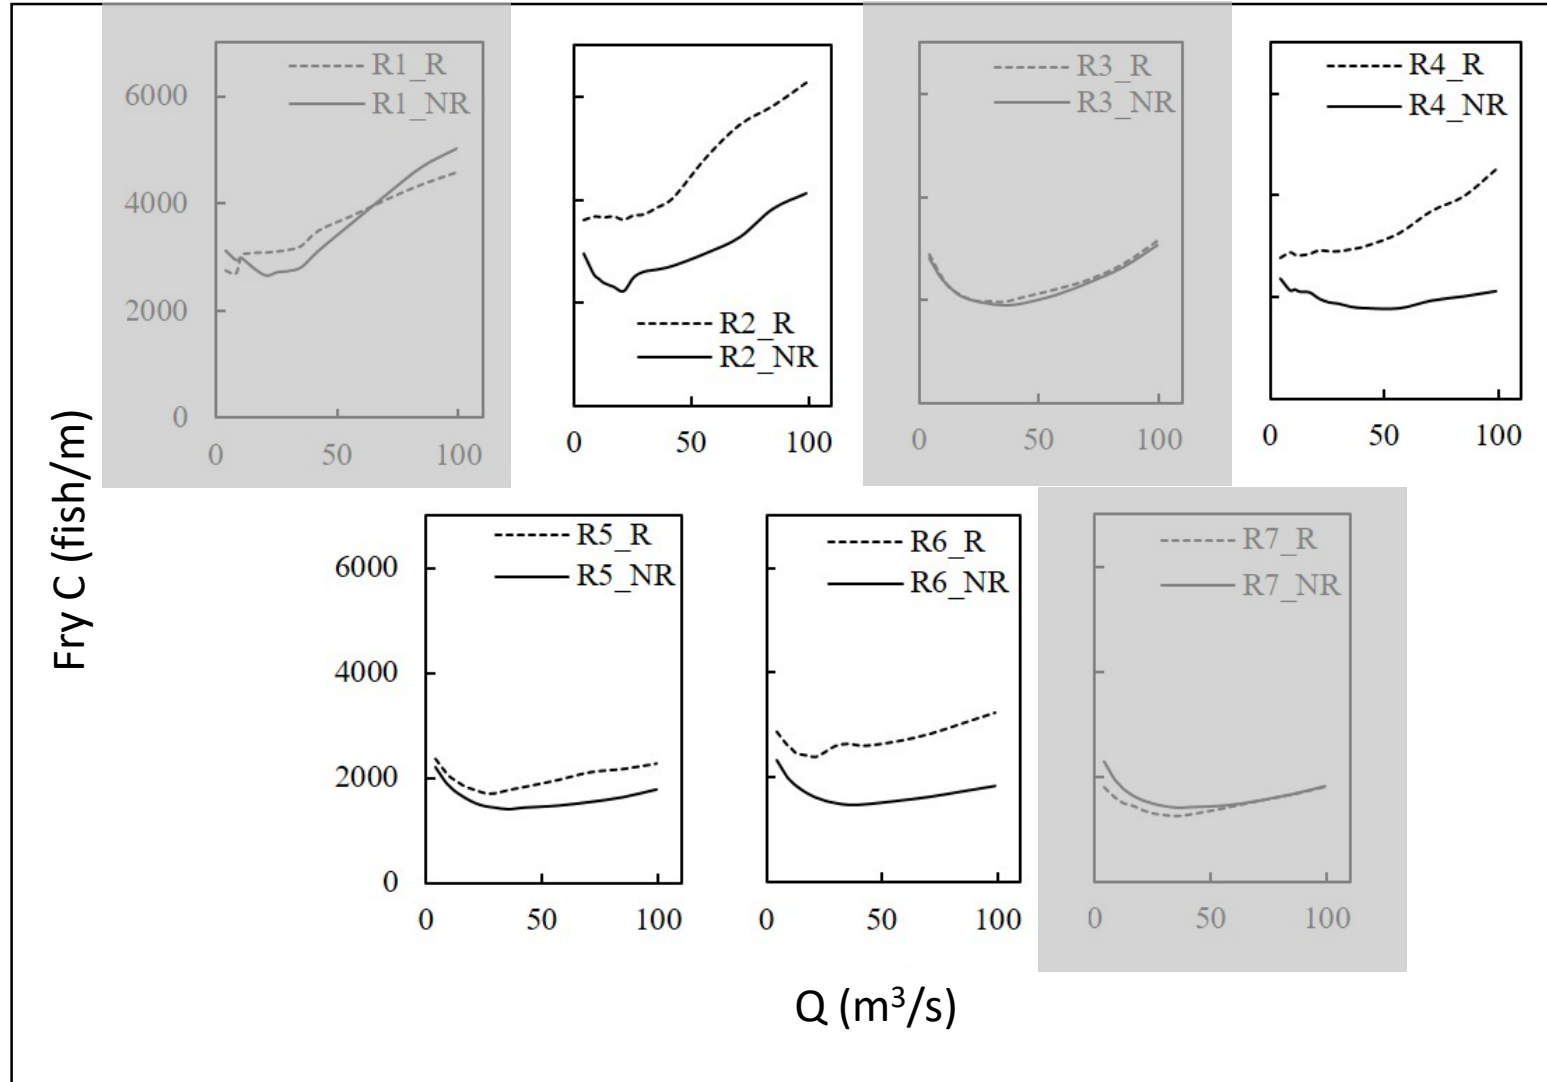 R1_R
R1_NR
6000
4000
2000
0
0 50 100
R2_R
R2_NR
0 50 100
R3_R
R3_NR
0 50 100
R4_R
R4_NR
0 50 100
Fry C (fish/m)
R5_R
R5_NR
6000
4000
2000
0
0 50 100
R6_R
R6_NR
0 50 100
R7_R
R7_NR
0 50 100
Q (m³/s)